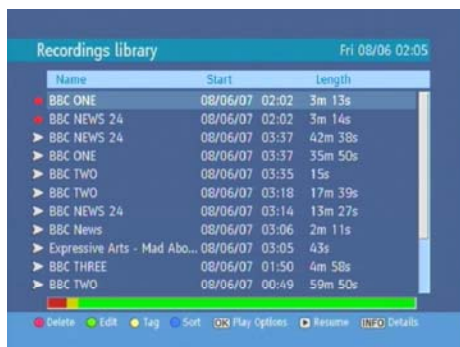 Recordings library Fri 08/06 02:05
Name Start Length
BBC ONE 08/06/07 02:02 3m 13s
BBC NEWS 24 08/06/07 02:02 3m 14s
BBC NEWS 24 08/06/07 03:37 42m 38s
BBC ONE 08/06/07 03:37 35m 50s
BBC TWO 08/06/07 03:35 15s
BBC TWO 08/06/07 03:18 17m 39s
BBC NEWS 24 08/06/07 03:14 13m 27s
BBC News 08/06/07 03:06 2m 11s
Expressive Arts - Mad Abo... 08/06/07 03:05 43s
BBC THREE 08/06/07 01:50 4m 58s
BBC TWO 08/06/07 00:49 59m 50s
Delete Edit Tag Sort OK Play Options Resume INFO Details